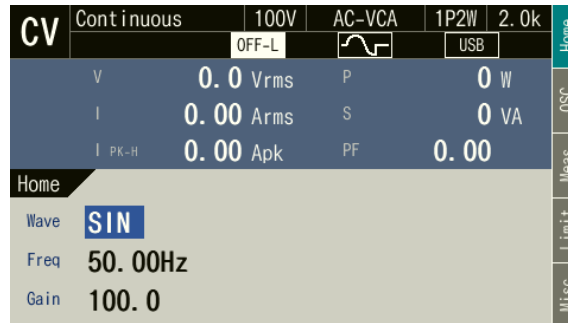 CV Continuous 100V AC-VCA 1P2W 2.0k
OFF-L USB
V 0.0 Vrms P 0 W
I 0.00 Arms S 0 VA
I PK-H 0.00 Apk PF 0.00
Home
Wave SIN
Freq 50.00Hz
Gain 100.0
Home
OSC
Meas
Limit
Misc